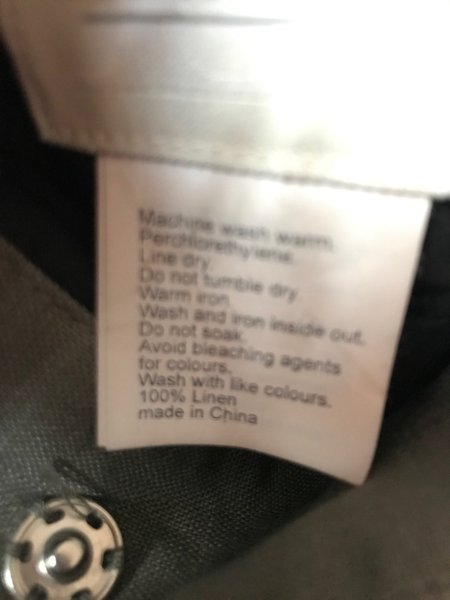 Machine wash warm.
Perchlorethylene.
Line dry.
Do not tumble dry.
Warm iron.
Wash and iron inside out.
Do not soak.
Avoid bleaching agents
for colours.
Wash with like colours.
100% Linen
made in China